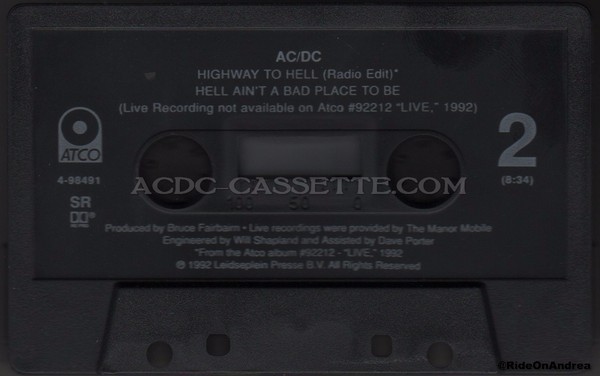 AC/DC
HIGHWAY TO HELL (Radio Edit)*
HELL AIN'T A BAD PLACE TO BE
(Live Recording not available on Atco #92212 "LIVE," 1992)
ATCO
4-98491
SR
2
(8:34)
ACDC-CASSETTE.COM
100 50 0
Produced by Bruce Fairbairn • Live recordings were provided by The Manor Mobile
Engineered by Will Shapland and Assisted by Dave Porter
*From the Atco album #92212 - "LIVE," 1992
℗ 1992 Leidseplein Presse B.V. All Rights Reserved
©RideOnAndrea